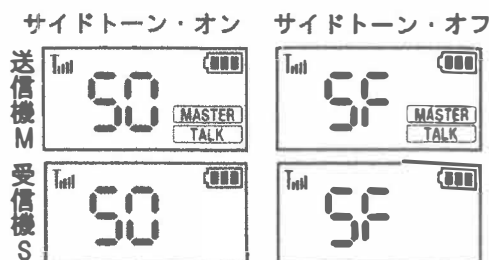 サイドトーン・オン サイドトーン・オフ
送信機M
SO MASTER TALK
SF MASTER TALK
受信機S
SO
SF